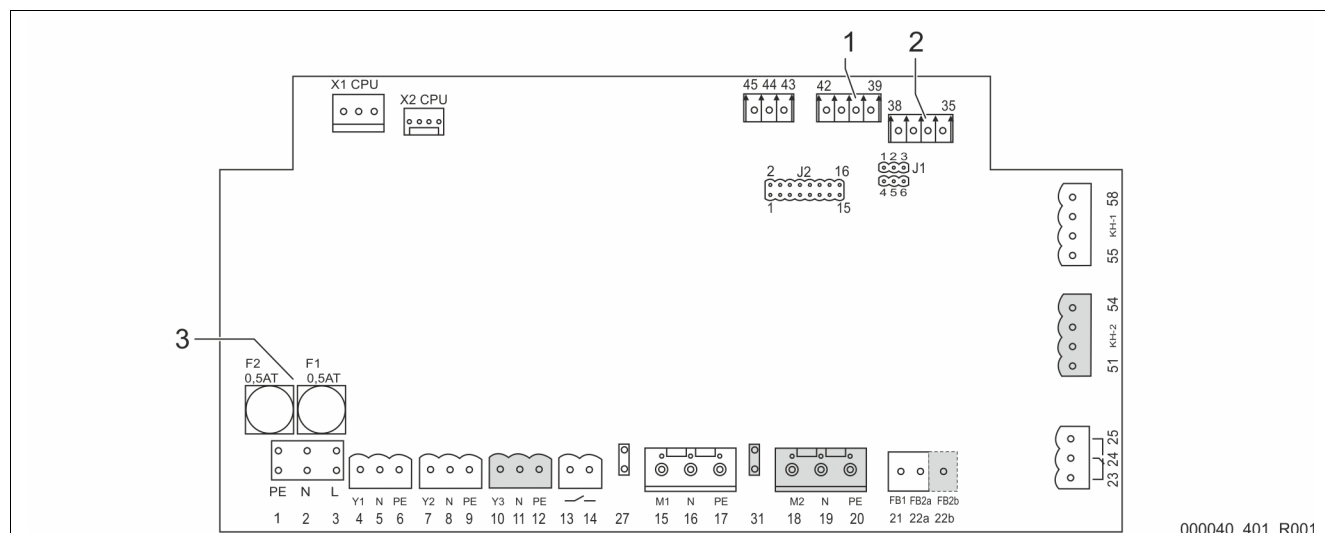 1 2
X1 CPU
X2 CPU
45 44 43
42 39
38 35
1 2 3
J1
4 5 6
2 J2 16
1 15
58
KH-1
55
54
KH-2
51
3
F2 F1
0,5AT 0,5AT
25
24
23
PE N L
Y1 N PE Y2 N PE Y3 N PE M1 N PE M2 N PE FB1 FB2a FB2b
1 2 3 4 5 6 7 8 9 10 11 12 13 14 27 15 16 17 31 18 19 20 21 22a 22b
000040_401_R001